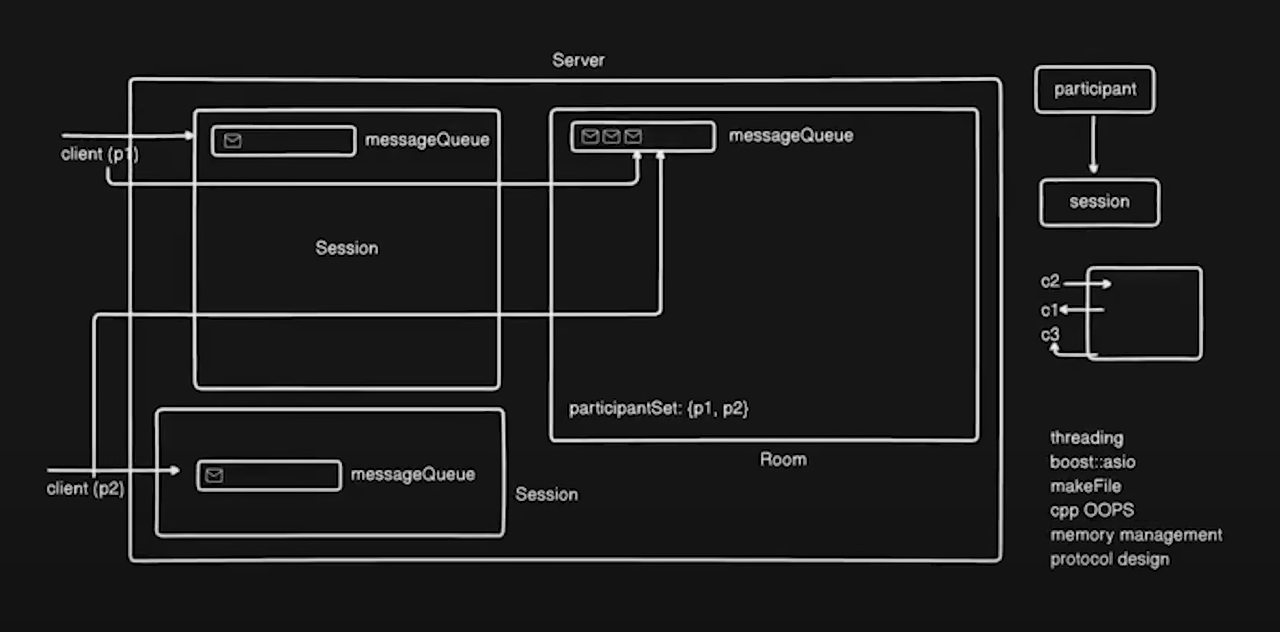 Server
participant
messageQueue
messageQueue
client (p1)
session
Session
c2
c1
c3
participantSet: {p1, p2}
Room
messageQueue
client (p2)
Session
threading
boost::asio
makeFile
cpp OOPS
memory management
protocol design